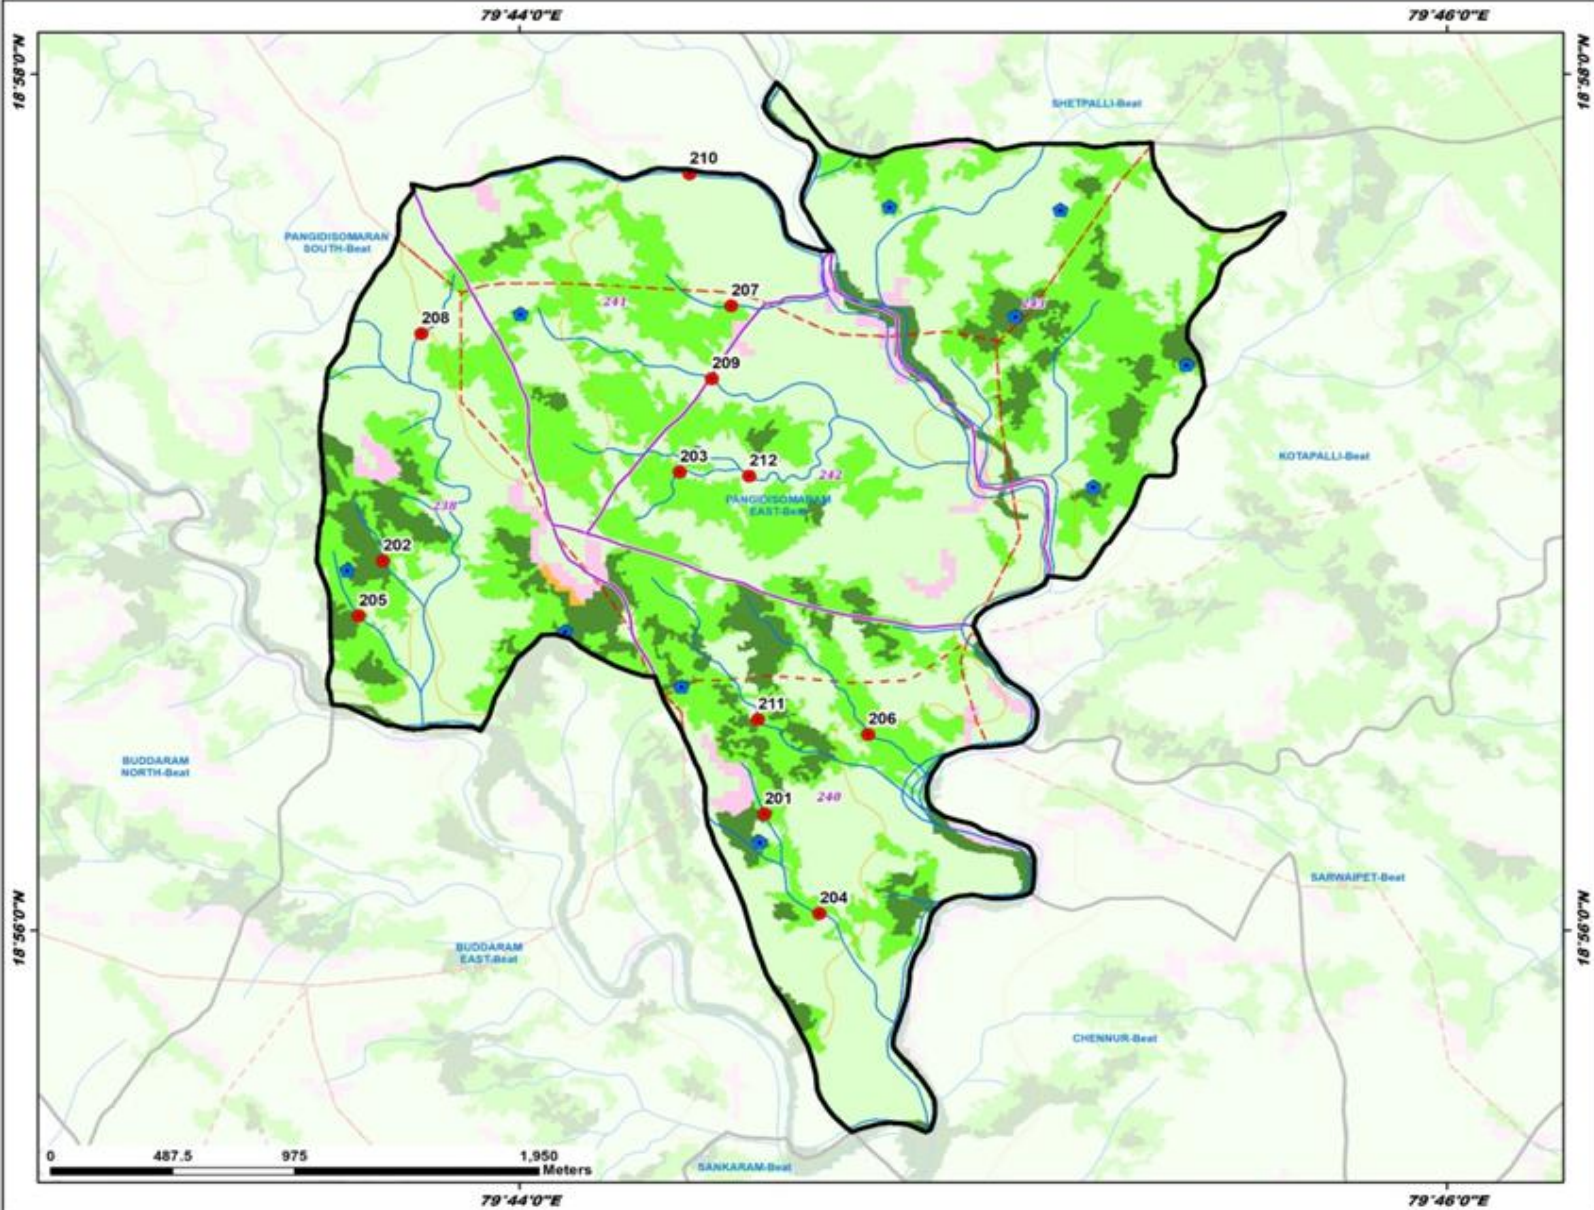 79°44'0"E
79°46'0"E
18°58'0"N
18°58'0"N
SHETPALLI-Beat
210
PANGIDISOMARAN
SOUTH-Beat
207
241
243
208
209
203
212
242
PANGIDISOMARAM
EAST-Beat
KOTAPALLI-Beat
238
202
205
211
206
BUDDARAM
NORTH-Beat
201
240
SARWAIPET-Beat
204
18°56'0"N
18°56'0"N
BUDDARAM
EAST-Beat
CHENNUR-Beat
0 487.5 975 1,950
Meters
SANKARAM-Beat
79°44'0"E
79°46'0"E